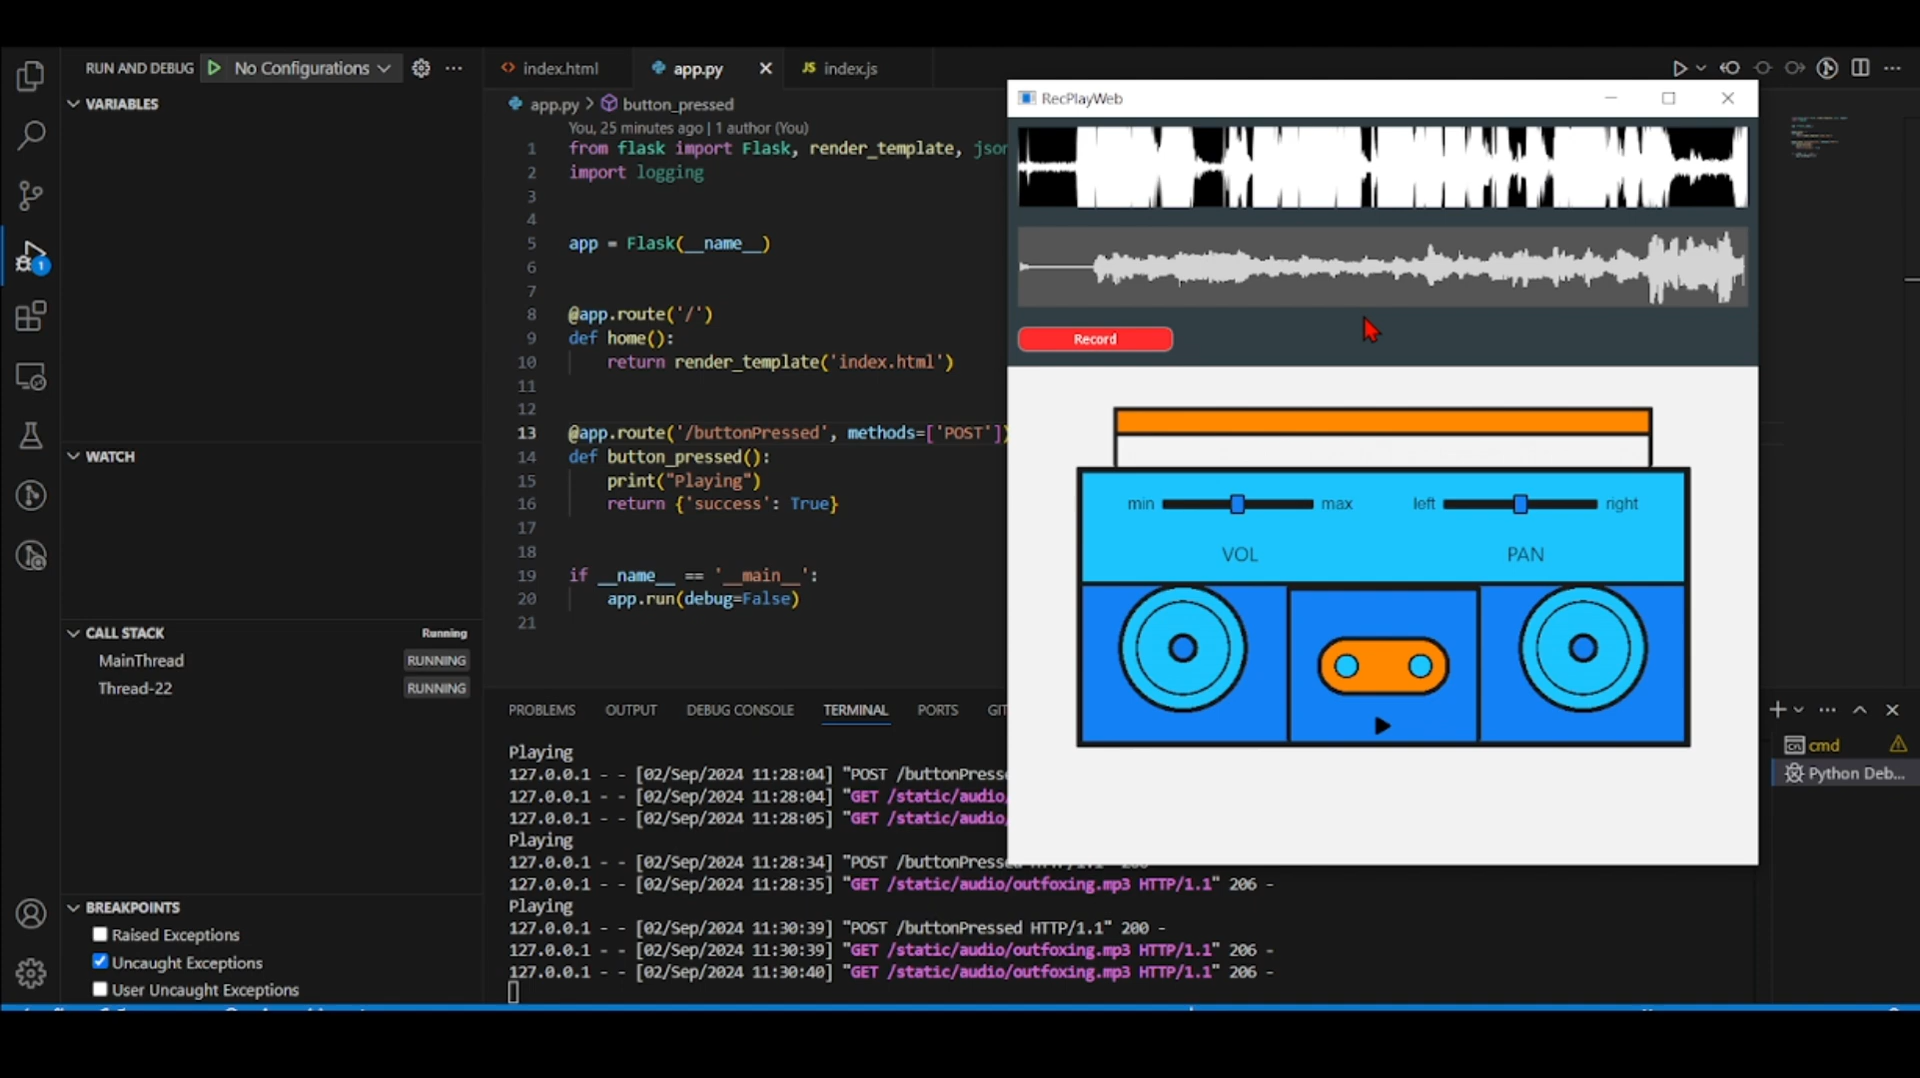 RUN AND DEBUG
No Configurations
index.html
app.py
JS index.js
VARIABLES
app.py > button_pressed
You, 25 minutes ago | 1 author (You)
1 from flask import Flask, render_template, json
2 import logging
3
4
5 app = Flask(__name__)
6
7
8 @app.route('/')
9 def home():
10 return render_template('index.html')
11
12
13 @app.route('/buttonPressed', methods=['POST'])
14 def button_pressed():
15 print("Playing")
16 return {'success': True}
17
18
19 if __name__ == '__main__':
20 app.run(debug=False)
21
RecPlayWeb
Record
min
max
left
right
VOL
PAN
WATCH
CALL STACK
Running
MainThread RUNNING
Thread-22 RUNNING
1
BREAKPOINTS
Raised Exceptions
Uncaught Exceptions
User Uncaught Exceptions
PROBLEMS
OUTPUT
DEBUG CONSOLE
TERMINAL
PORTS
GIT
Playing
127.0.0.1 - - [02/Sep/2024 11:28:04] "POST /buttonPresse
127.0.0.1 - - [02/Sep/2024 11:28:04] "GET /static/audio/
127.0.0.1 - - [02/Sep/2024 11:28:05] "GET /static/audio/
Playing
127.0.0.1 - - [02/Sep/2024 11:28:34] "POST /buttonPressed
127.0.0.1 - - [02/Sep/2024 11:28:35] "GET /static/audio/outfoxing.mp3 HTTP/1.1" 206 -
Playing
127.0.0.1 - - [02/Sep/2024 11:30:39] "POST /buttonPressed HTTP/1.1" 200 -
127.0.0.1 - - [02/Sep/2024 11:30:39] "GET /static/audio/outfoxing.mp3 HTTP/1.1" 206 -
127.0.0.1 - - [02/Sep/2024 11:30:40] "GET /static/audio/outfoxing.mp3 HTTP/1.1" 206 -
cmd
Python Deb...